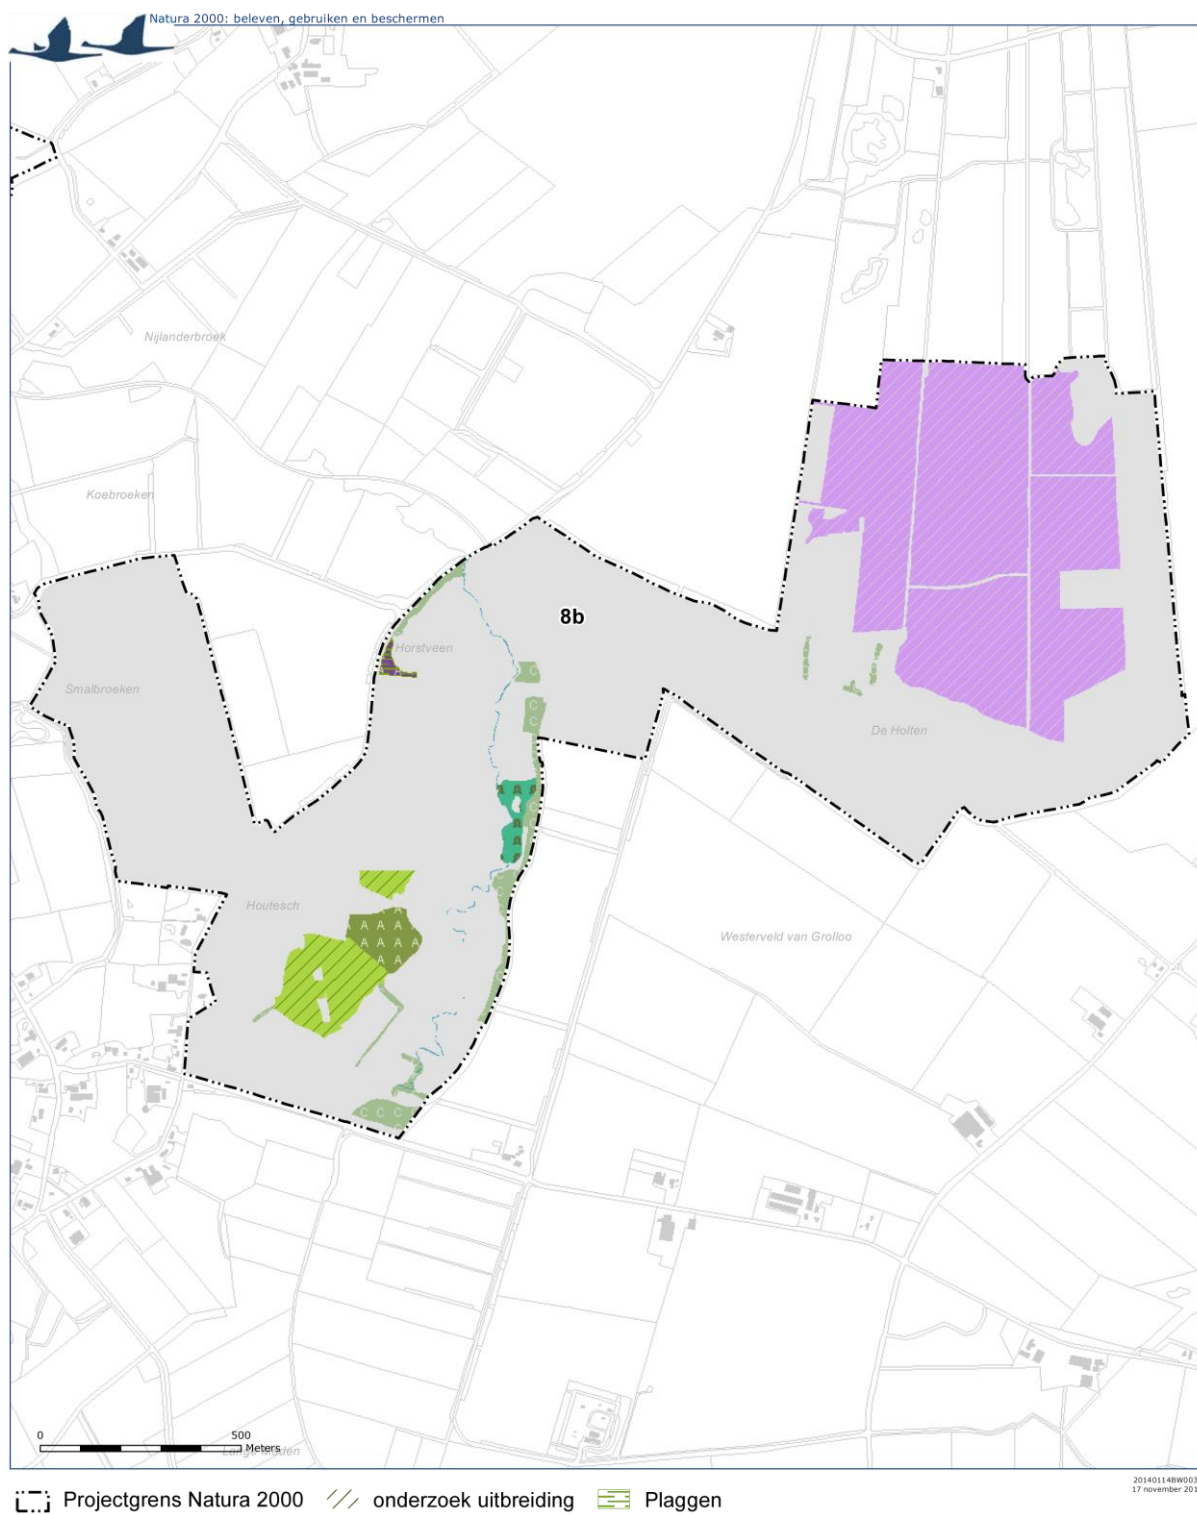 Natura 2000: beleven, gebruiken en beschermen
Nijlanderbroek
Koebroeken
8b
Horstveen
Smalbroeken
C
C
C
De Holten
A A A
C
A
C
A
Houtesch
C
A
A A A A
A A A A
A A
Westerveld van Grolloo
C
C C C
0 500
Meters
Projectgrens Natura 2000 onderzoek uitbreiding Plaggen
20140114BW003
17 november 201